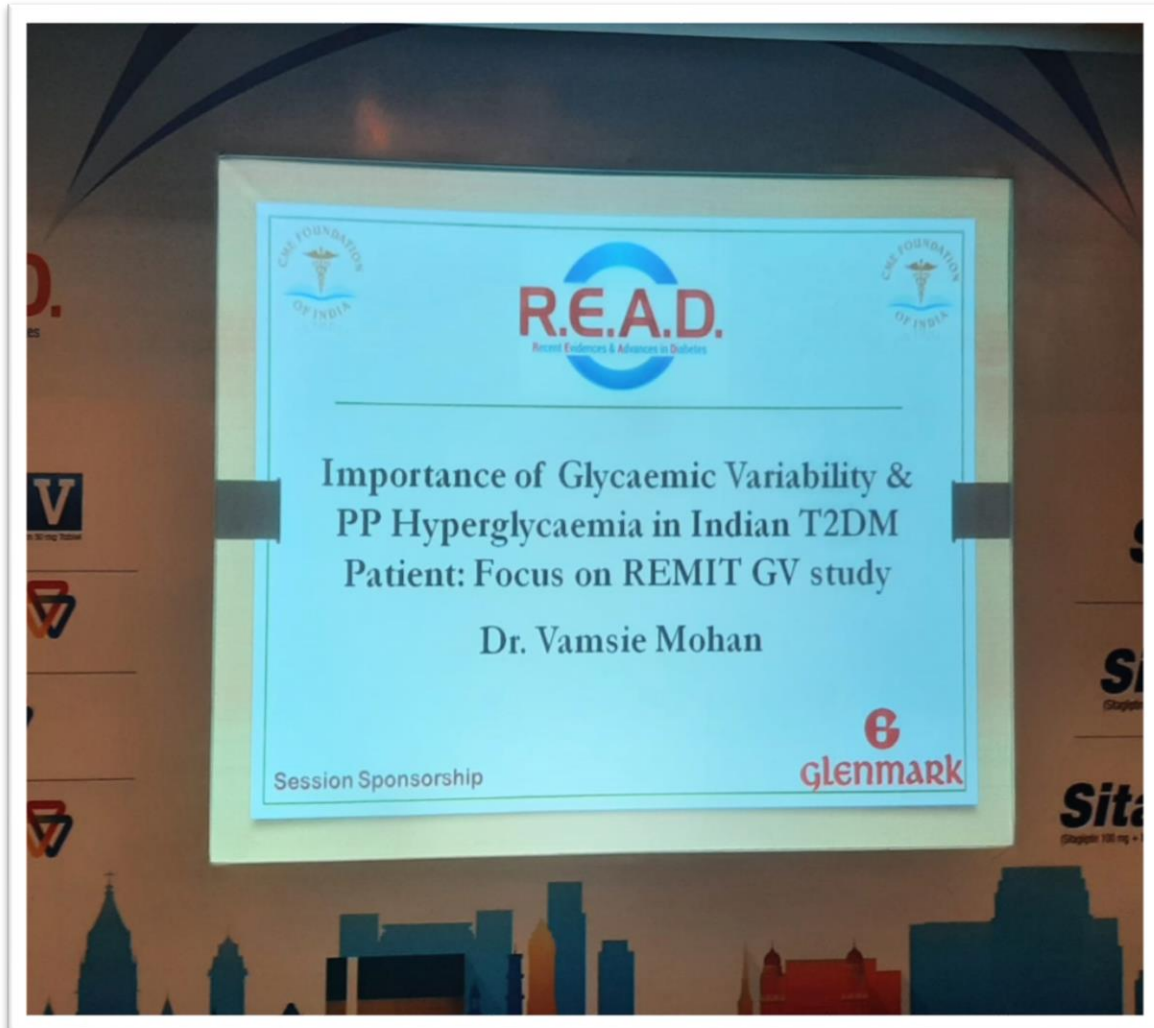 CME FOUNDATION
OF INDIA
R.E.A.D.
Recent Evidences & Advances in Diabetes
CME FOUNDATION
OF INDIA
Importance of Glycaemic Variability &
PP Hyperglycaemia in Indian T2DM
Patient: Focus on REMIT GV study
Dr. Vamsie Mohan
Session Sponsorship
G
glenmark
D.
es
V
Si
Sita